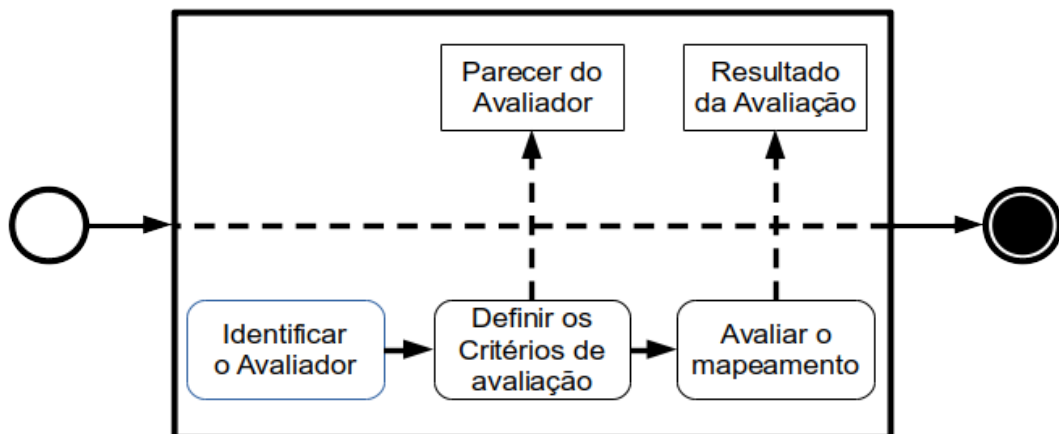 Parecer do
Avaliador
Resultado
da Avaliação
Identificar
o Avaliador
Definir os
Critérios de
avaliação
Avaliar o
mapeamento